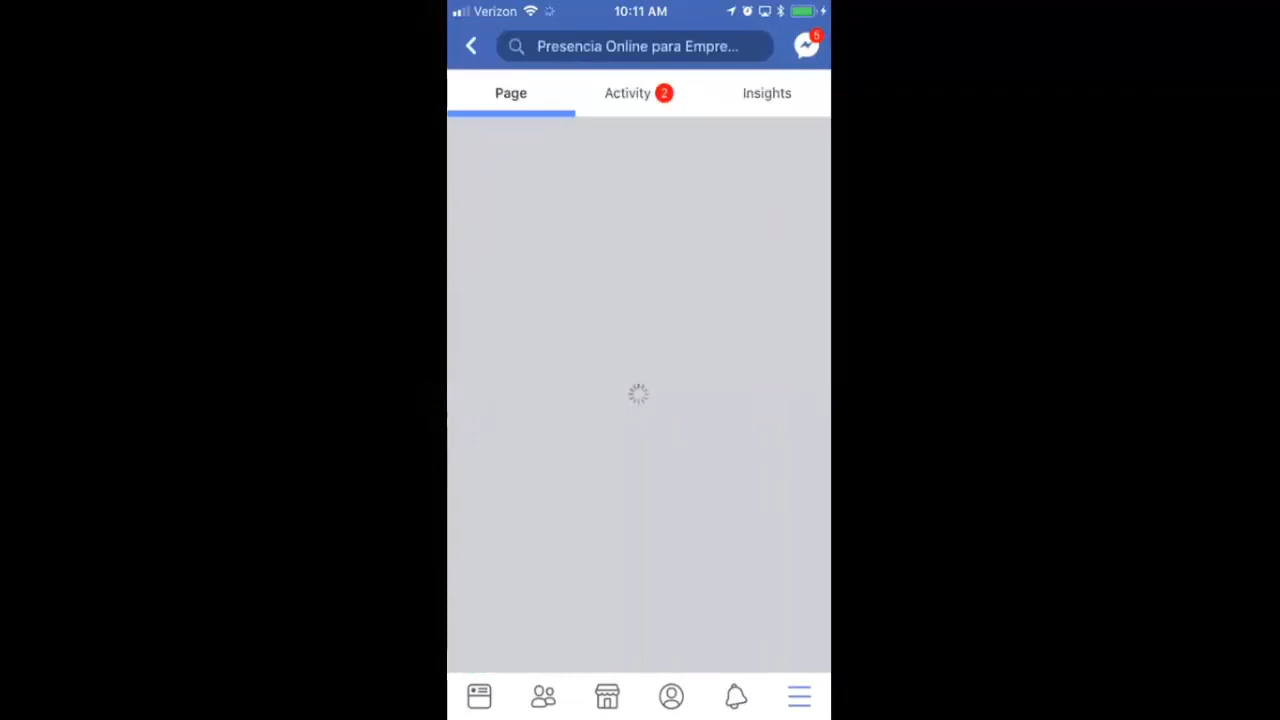 Verizon 10:11 AM
Presencia Online para Empre... 5
Page Activity 2 Insights